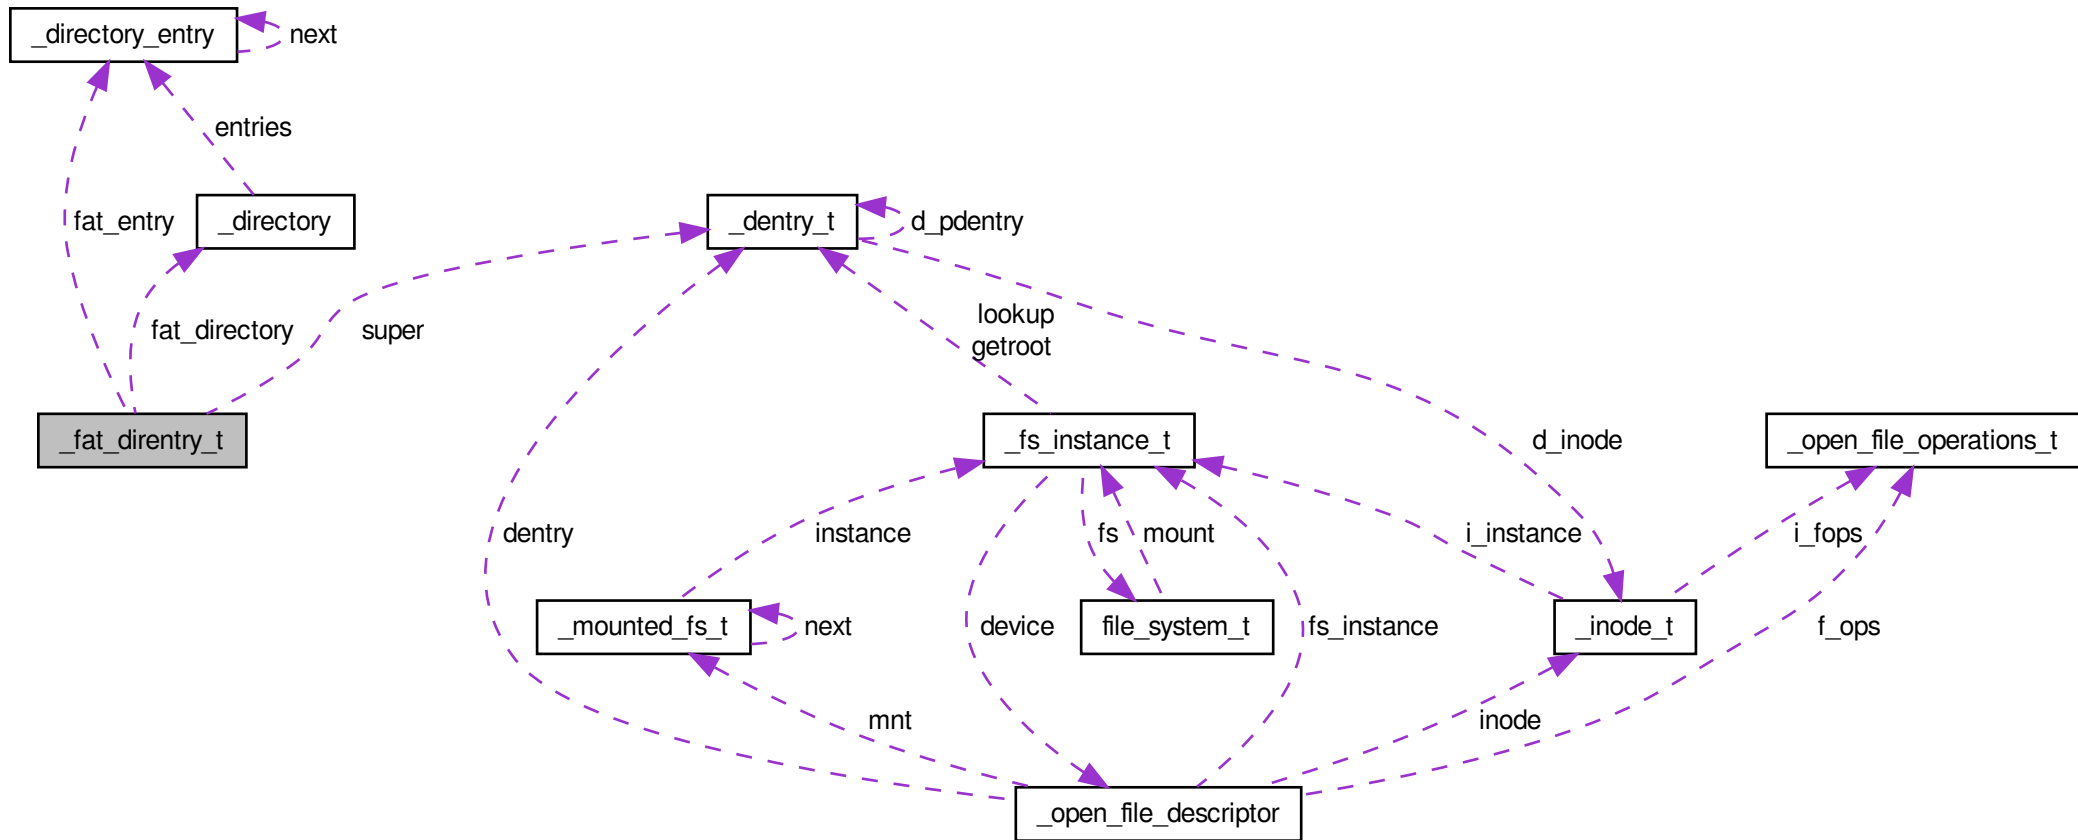 _directory_entry
next
entries
fat_entry
_directory
_dentry_t
d_pdentry
fat_directory
super
lookup
getroot
_fat_direntry_t
_fs_instance_t
d_inode
_open_file_operations_t
dentry
instance
fs
mount
i_instance
i_fops
_mounted_fs_t
next
device
file_system_t
fs_instance
_inode_t
f_ops
mnt
inode
_open_file_descriptor